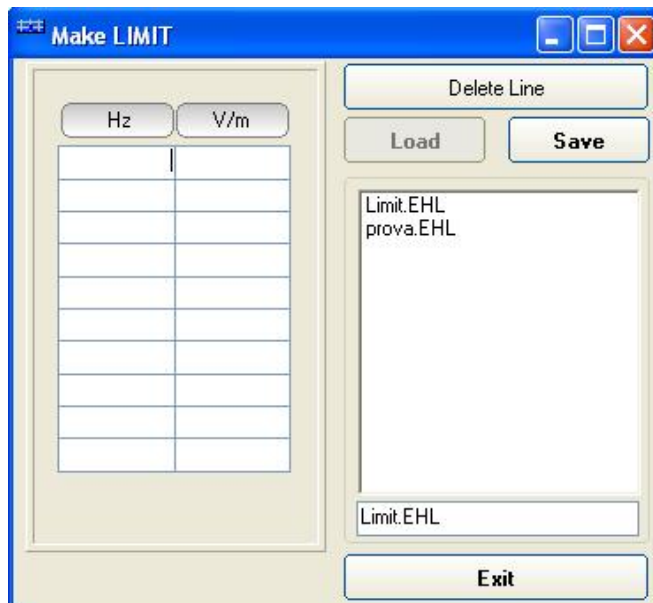 Make LIMIT
Hz V/m
Delete Line
Load Save
Limit.EHL
prova.EHL
Limit.EHL
Exit